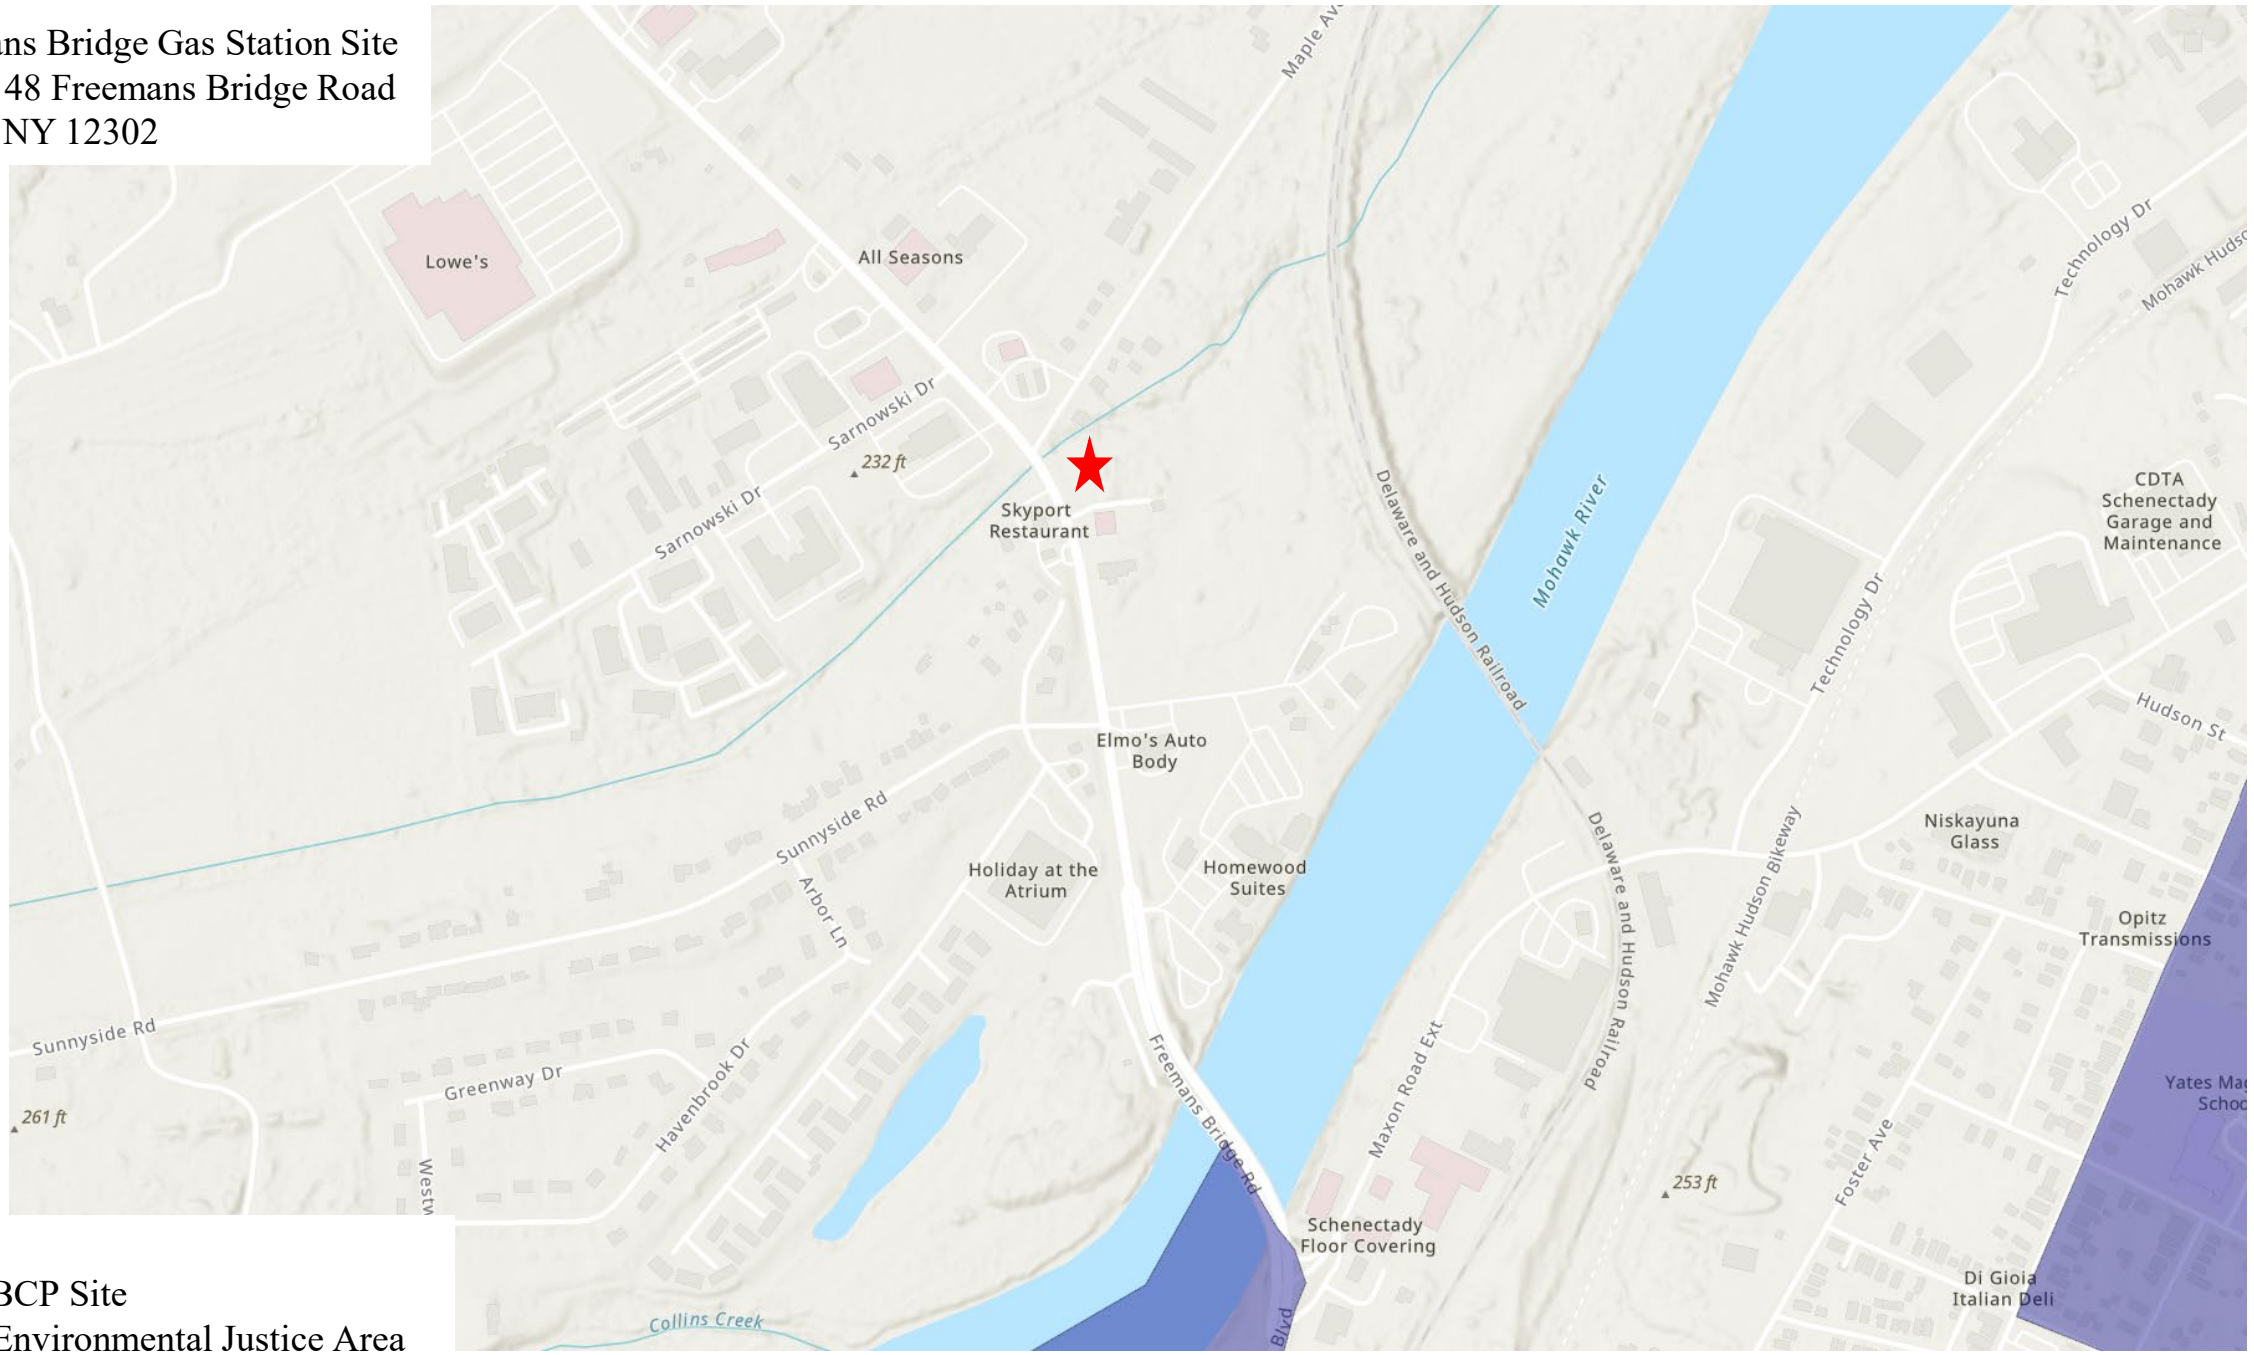 ns Bridge Gas Station Site
48 Freemans Bridge Road
NY 12302
Maple Av
Lowe's
All Seasons
Technology Dr
Mohawk Hudso
Sarnowski Dr
232 ft
Sarnowski Dr
Skyport
Restaurant
Delaware and Hudson Railroad
Mohawk River
CDTA
Schenectady
Garage and
Maintenance
Technology Dr
Hudson St
Elmo's Auto
Body
Sunnyside Rd
Arbor Ln
Holiday at the
Atrium
Homewood
Suites
Delaware and Hudson Railroad
Mohawk Hudson Bikeway
Niskayuna
Glass
Opitz
Transmissions
Sunnyside Rd
Greenway Dr
Havenbrook Dr
261 ft
Westw
Freemans Bridge Rd
Maxon Road Ext
Yates Mag
Schoo
Foster Ave
253 ft
Schenectady
Floor Covering
Di Gioia
Italian Deli
Collins Creek
Blvd
BCP Site
Environmental Justice Area